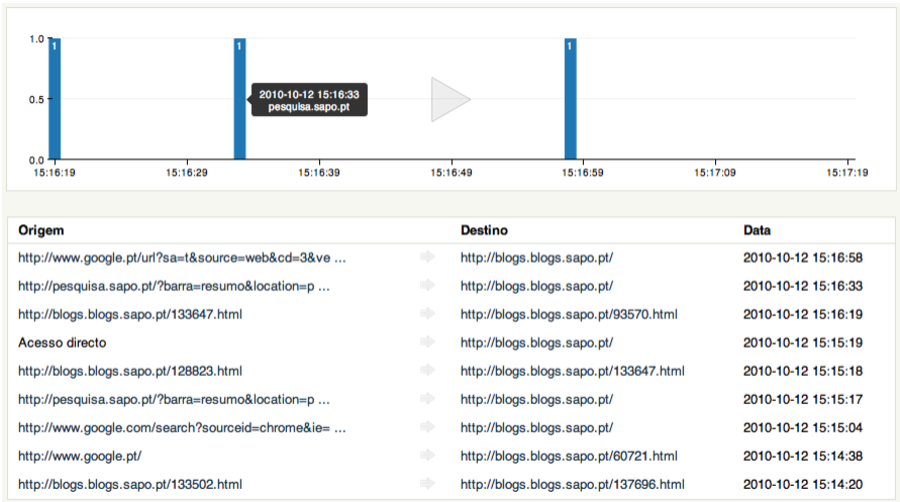 1.0
1 1 1
2010-10-12 15:16:33
pesquisa.sapo.pt
0.5
0.0
15:16:19 15:16:29 15:16:39 15:16:49 15:16:59 15:17:09 15:17:19
Origem Destino Data
http://www.google.pt/url?sa=t&source=web&cd=3&ve ... http://blogs.blogs.sapo.pt/ 2010-10-12 15:16:58
http://pesquisa.sapo.pt/?barra=resumo&location=p ... http://blogs.blogs.sapo.pt/ 2010-10-12 15:16:33
http://blogs.blogs.sapo.pt/133647.html http://blogs.blogs.sapo.pt/93570.html 2010-10-12 15:16:19
Acesso directo http://blogs.blogs.sapo.pt/ 2010-10-12 15:15:19
http://blogs.blogs.sapo.pt/128823.html http://blogs.blogs.sapo.pt/133647.html 2010-10-12 15:15:18
http://pesquisa.sapo.pt/?barra=resumo&location=p ... http://blogs.blogs.sapo.pt/ 2010-10-12 15:15:17
http://www.google.com/search?sourceid=chrome&ie= ... http://blogs.blogs.sapo.pt/ 2010-10-12 15:15:04
http://www.google.pt/ http://blogs.blogs.sapo.pt/60721.html 2010-10-12 15:14:38
http://blogs.blogs.sapo.pt/133502.html http://blogs.blogs.sapo.pt/137696.html 2010-10-12 15:14:20